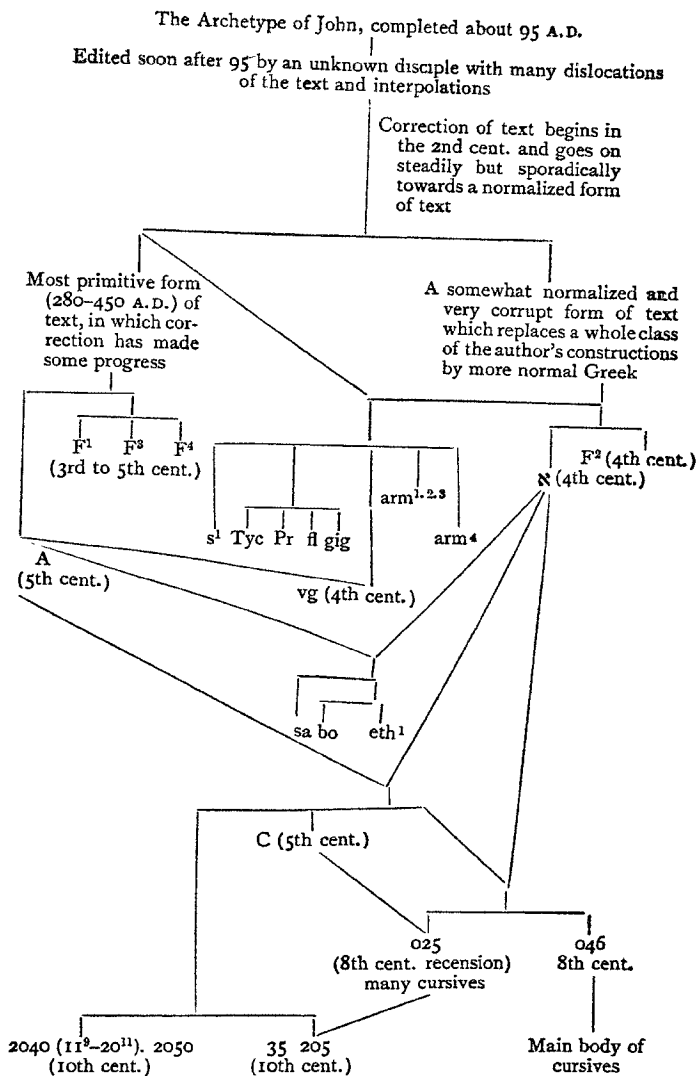 The Archetype of John, completed about 95 A.D.
Edited soon after 95 by an unknown disciple with many dislocations
of the text and interpolations
Correction of text begins in
the 2nd cent. and goes on
steadily but sporadically
towards a normalized form
of text
Most primitive form
(280–450 A.D.) of
text, in which cor-
rection has made
some progress
A somewhat normalized and
very corrupt form of text
which replaces a whole class
of the author's constructions
by more normal Greek
F¹ F³ F⁴
(3rd to 5th cent.)
F² (4th cent.)
א (4th cent.)
arm¹·²·³
s¹ Tyc Pr fl gig
arm⁴
A
(5th cent.)
vg (4th cent.)
sa bo eth¹
C (5th cent.)
025
(8th cent. recension)
many cursives
046
8th cent.
2040 (11⁹–20¹¹). 2050
(10th cent.)
35 205
(10th cent.)
Main body of
cursives